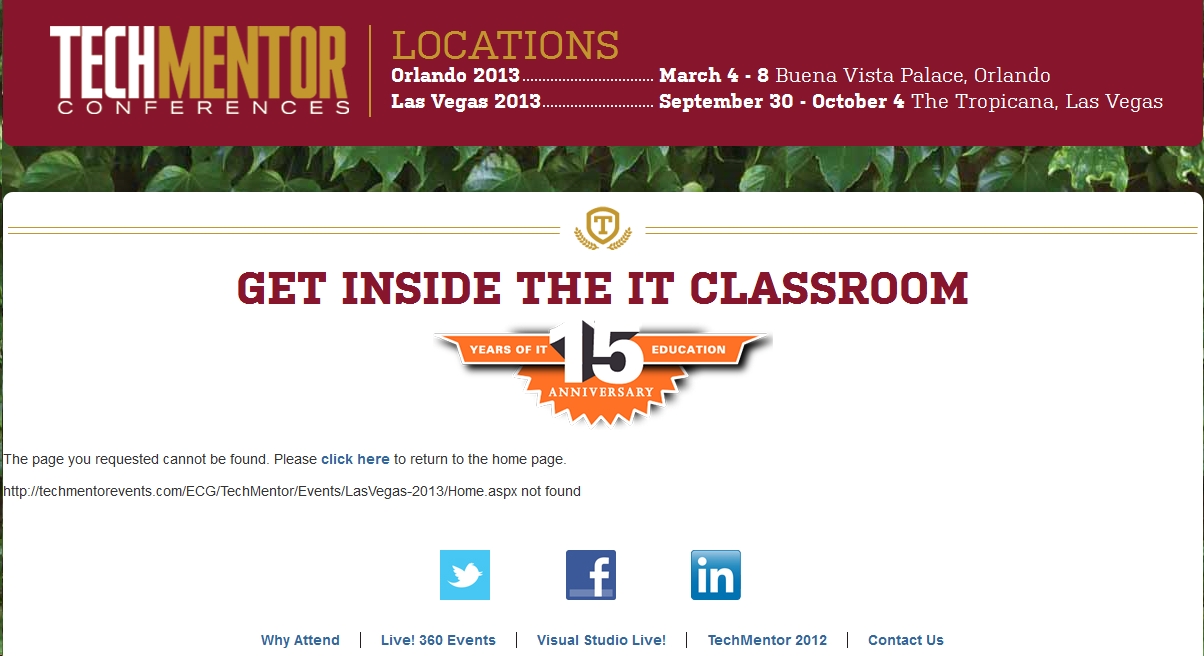 TECHMENTOR
CONFERENCES
LOCATIONS
Orlando 2013.............................. March 4 - 8 Buena Vista Palace, Orlando
Las Vegas 2013.......................... September 30 - October 4 The Tropicana, Las Vegas
T
GET INSIDE THE IT CLASSROOM
YEARS OF IT 15 EDUCATION
ANNIVERSARY
The page you requested cannot be found. Please click here to return to the home page.
http://techmentorevents.com/ECG/TechMentor/Events/LasVegas-2013/Home.aspx not found
f in
Why Attend | Live! 360 Events | Visual Studio Live! | TechMentor 2012 | Contact Us